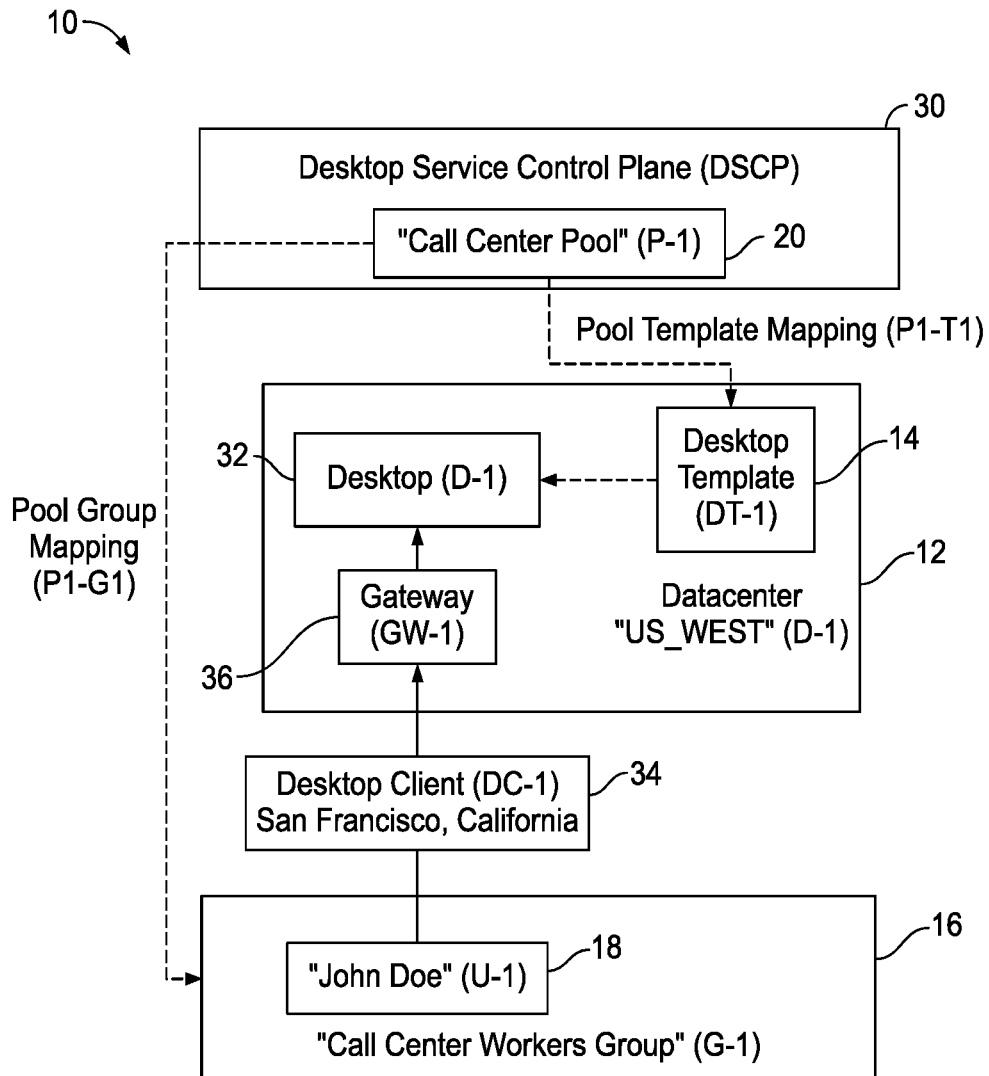 10
30
Desktop Service Control Plane (DSCP)
"Call Center Pool" (P-1)
20
Pool Template Mapping (P1-T1)
32
Desktop (D-1)
Desktop
Template
(DT-1)
14
Pool Group
Mapping
(P1-G1)
12
Gateway
(GW-1)
Datacenter
"US_WEST" (D-1)
36
Desktop Client (DC-1)
San Francisco, California
34
16
"John Doe" (U-1)
18
"Call Center Workers Group" (G-1)